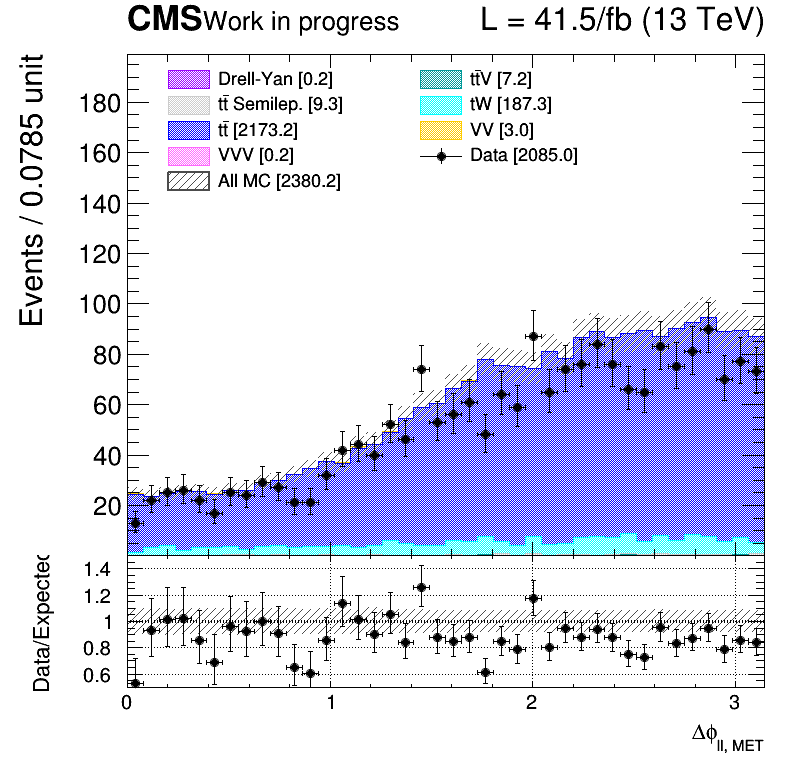 CMS Work in progress L = 41.5/fb (13 TeV)
Events / 0.0785 unit
Drell-Yan [0.2]
tt̄ Semilep. [9.3]
tt̄ [2173.2]
VVV [0.2]
All MC [2380.2]
tt̄V [7.2]
tW [187.3]
VV [3.0]
Data [2085.0]
180
160
140
120
100
80
60
40
20
Data/Expected
1.4
1.2
1
0.8
0.6
0 1 2 3
Δϕll, MET